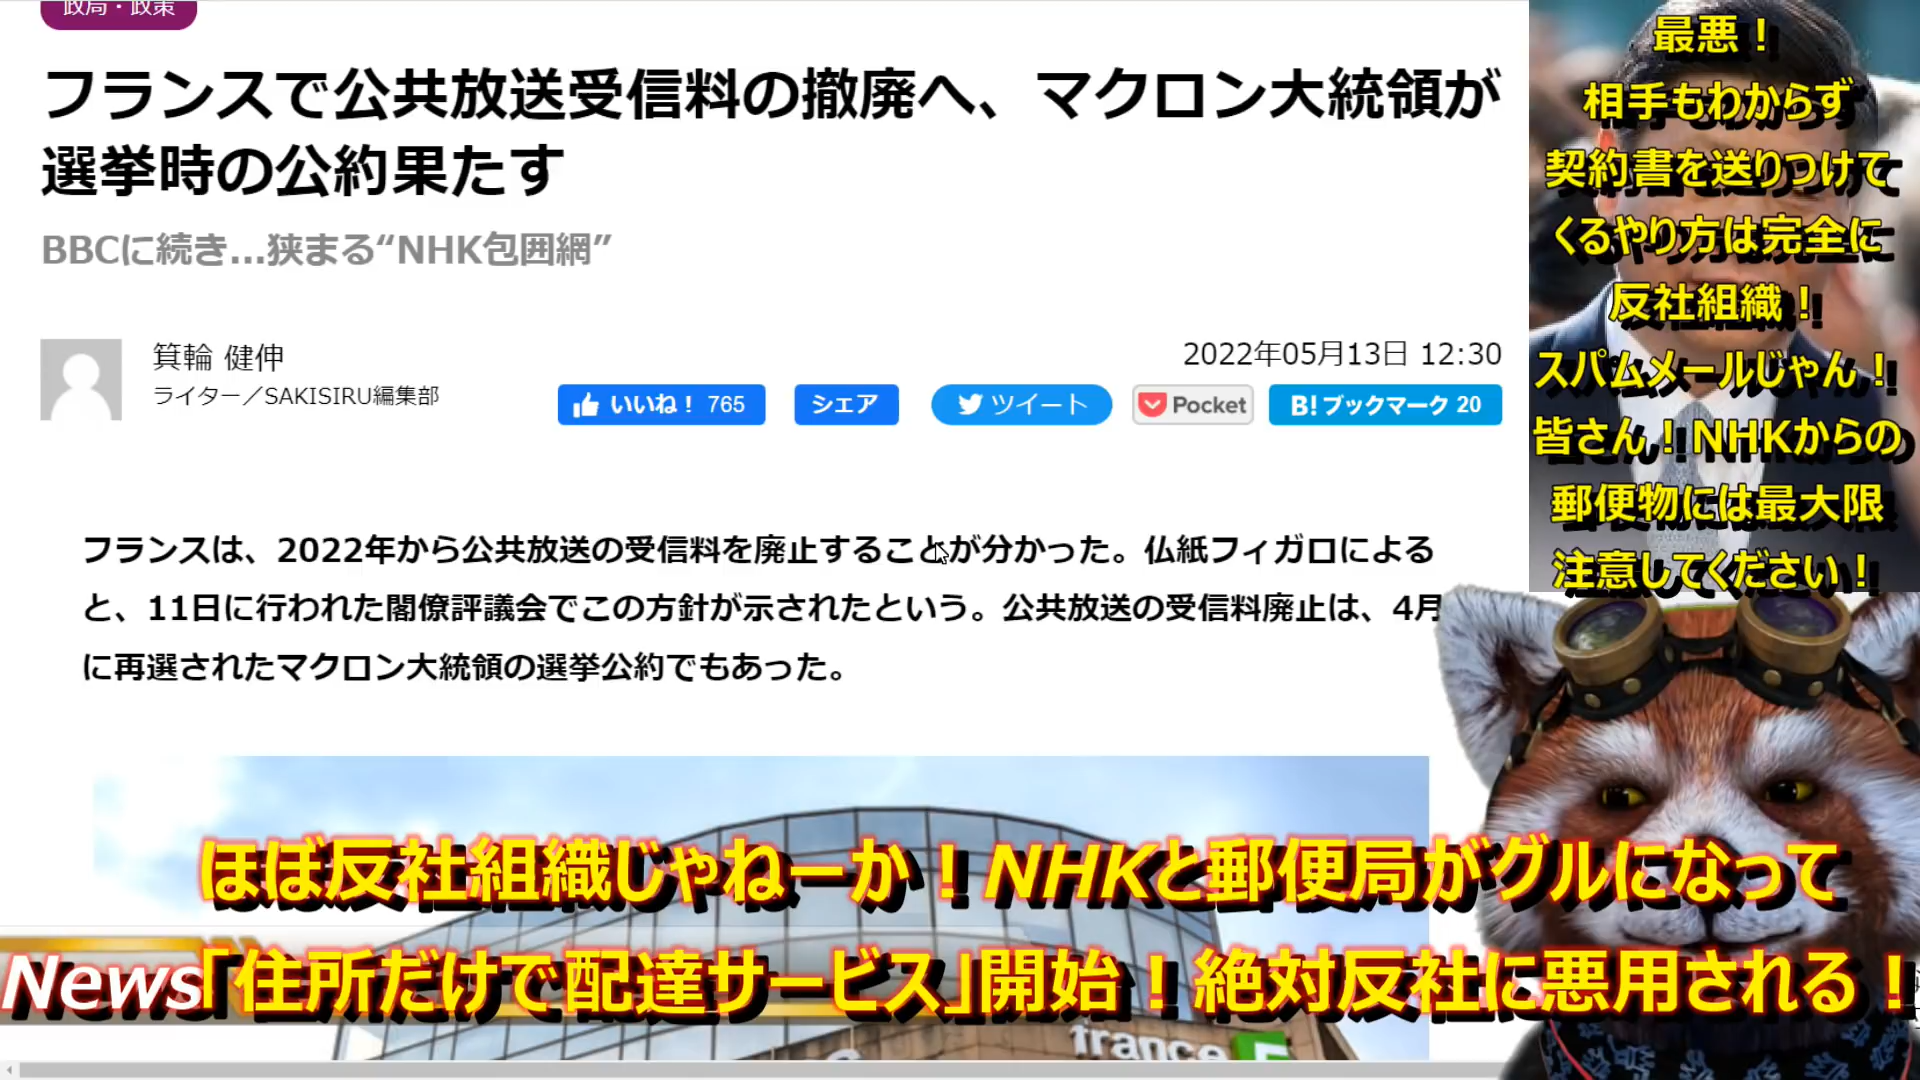 政局・政策
フランスで公共放送受信料の撤廃へ、マクロン大統領が
選挙時の公約果たす
BBCに続き...狭まる“NHK包囲網”
箕輪 健伸
ライター／SAKISIRU編集部
2022年05月13日 12:30
いいね！ 765
シェア
ツイート
Pocket
B!ブックマーク 20
フランスは、2022年から公共放送の受信料を廃止することが分かった。仏紙フィガロによる
と、11日に行われた閣僚評議会でこの方針が示されたという。公共放送の受信料廃止は、4月
に再選されたマクロン大統領の選挙公約でもあった。
最悪！
相手もわからず
契約書を送りつけて
くるやり方は完全に
反社組織！
スパムメールじゃん！
皆さん！NHKからの
郵便物には最大限
注意してください！
ほぼ反社組織じゃねーか！NHKと郵便局がグルになって
News
「住所だけで配達サービス」開始！絶対反社に悪用される！
france